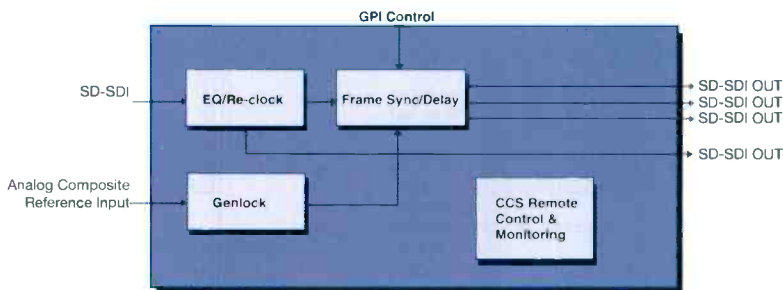 GPI Control
SD-SDI
EQ/Re-clock
Frame Sync/Delay
SD-SDI OUT
SD-SDI OUT
SD-SDI OUT
SD-SDI OUT
Analog Composite
Reference Input
Genlock
CCS Remote
Control &
Monitoring